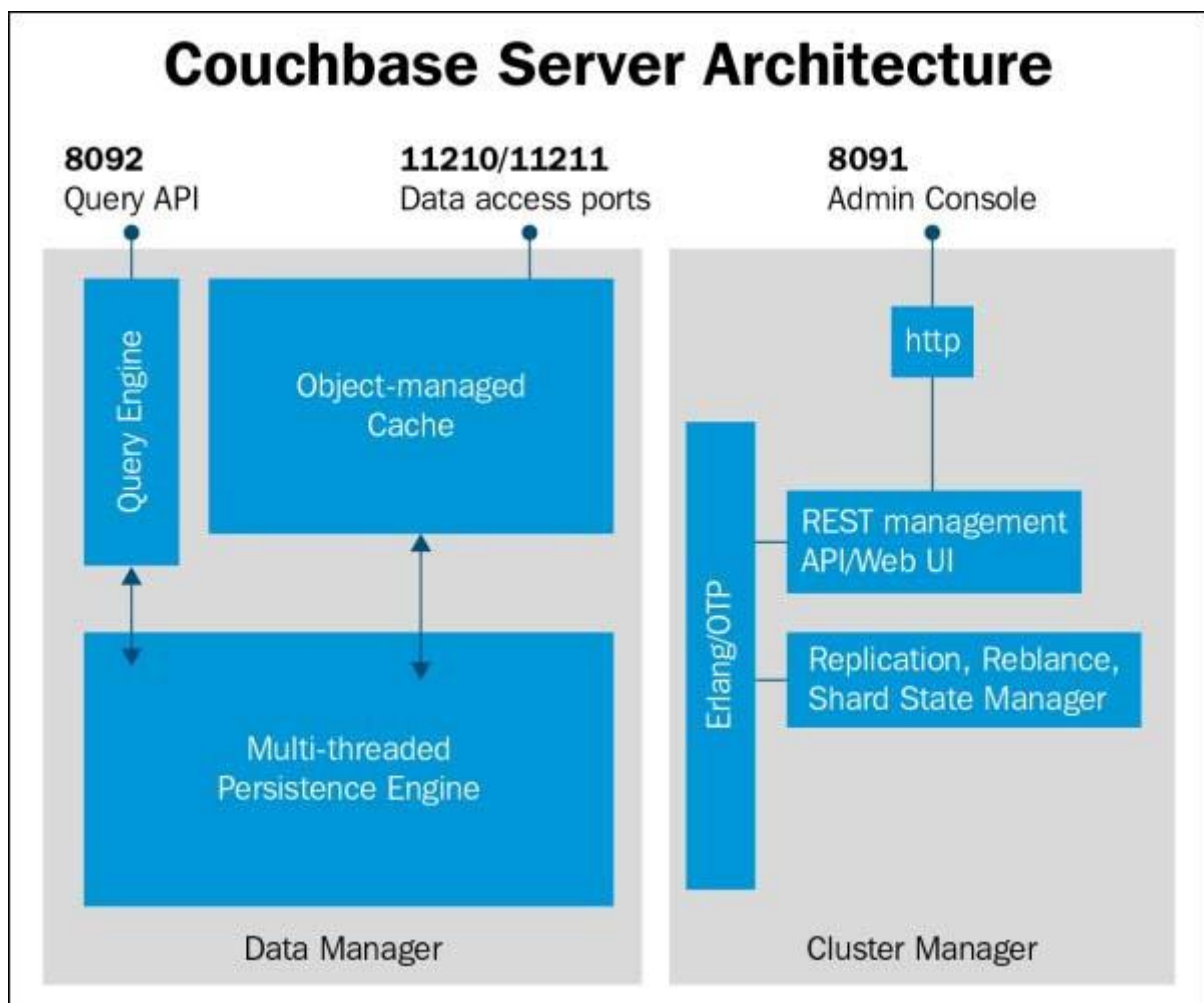 Couchbase Server Architecture
8092
Query API
11210/11211
Data access ports
8091
Admin Console
Query Engine
Object-managed
Cache
Multi-threaded
Persistence Engine
Data Manager
http
Erlang/OTP
REST management
API/Web UI
Replication, Reblance,
Shard State Manager
Cluster Manager